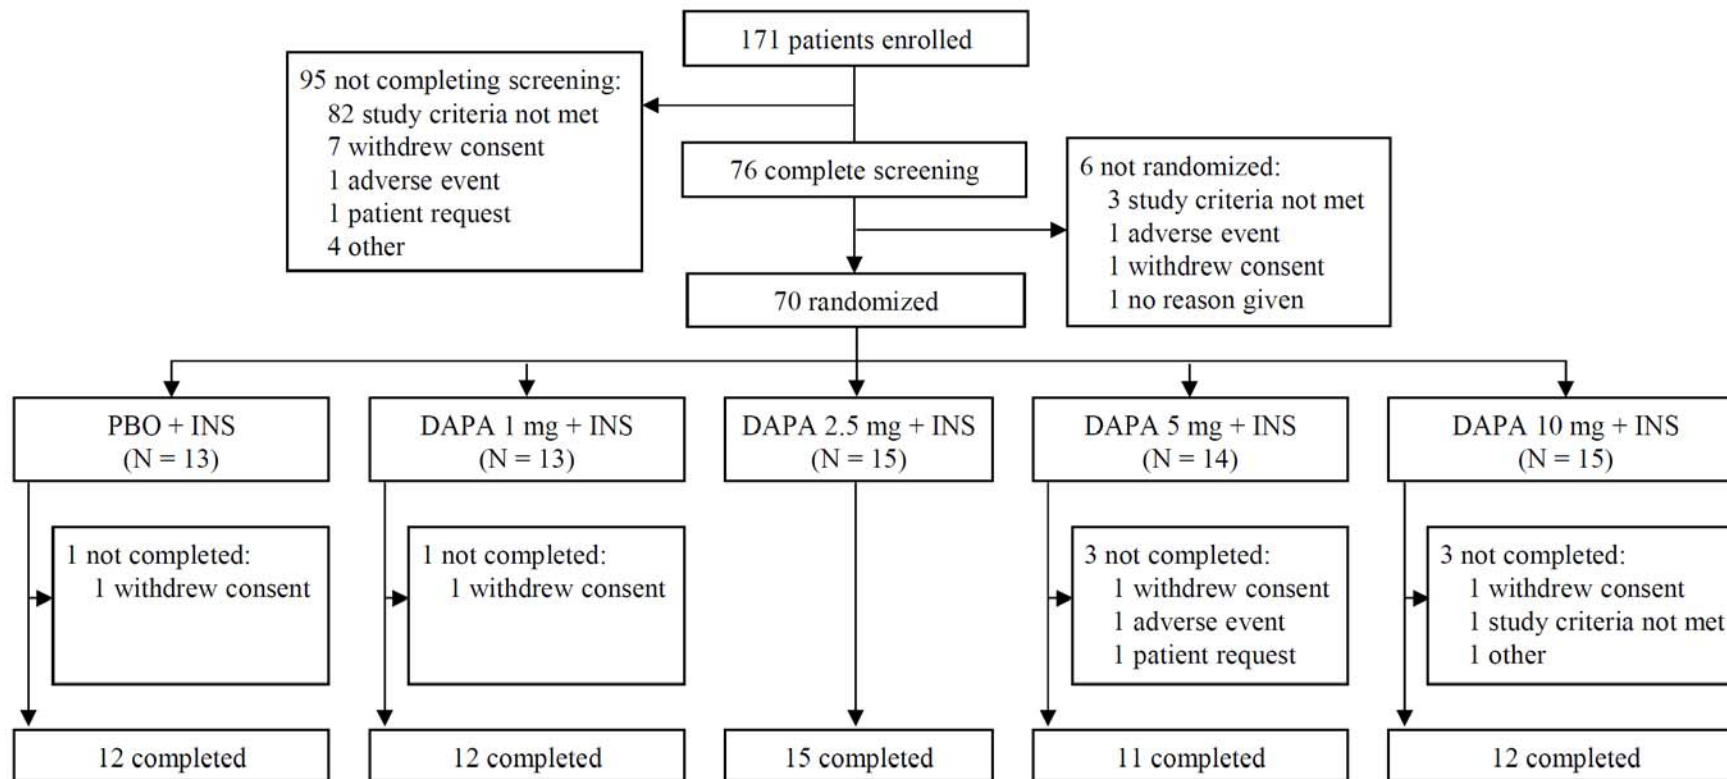 171 patients enrolled
95 not completing screening:
82 study criteria not met
7 withdrew consent
1 adverse event
1 patient request
4 other
76 complete screening
6 not randomized:
3 study criteria not met
1 adverse event
1 withdrew consent
1 no reason given
70 randomized
PBO + INS
(N = 13)
DAPA 1 mg + INS
(N = 13)
DAPA 2.5 mg + INS
(N = 15)
DAPA 5 mg + INS
(N = 14)
DAPA 10 mg + INS
(N = 15)
1 not completed:
1 withdrew consent
1 not completed:
1 withdrew consent
3 not completed:
1 withdrew consent
1 adverse event
1 patient request
3 not completed:
1 withdrew consent
1 study criteria not met
1 other
12 completed
12 completed
15 completed
11 completed
12 completed